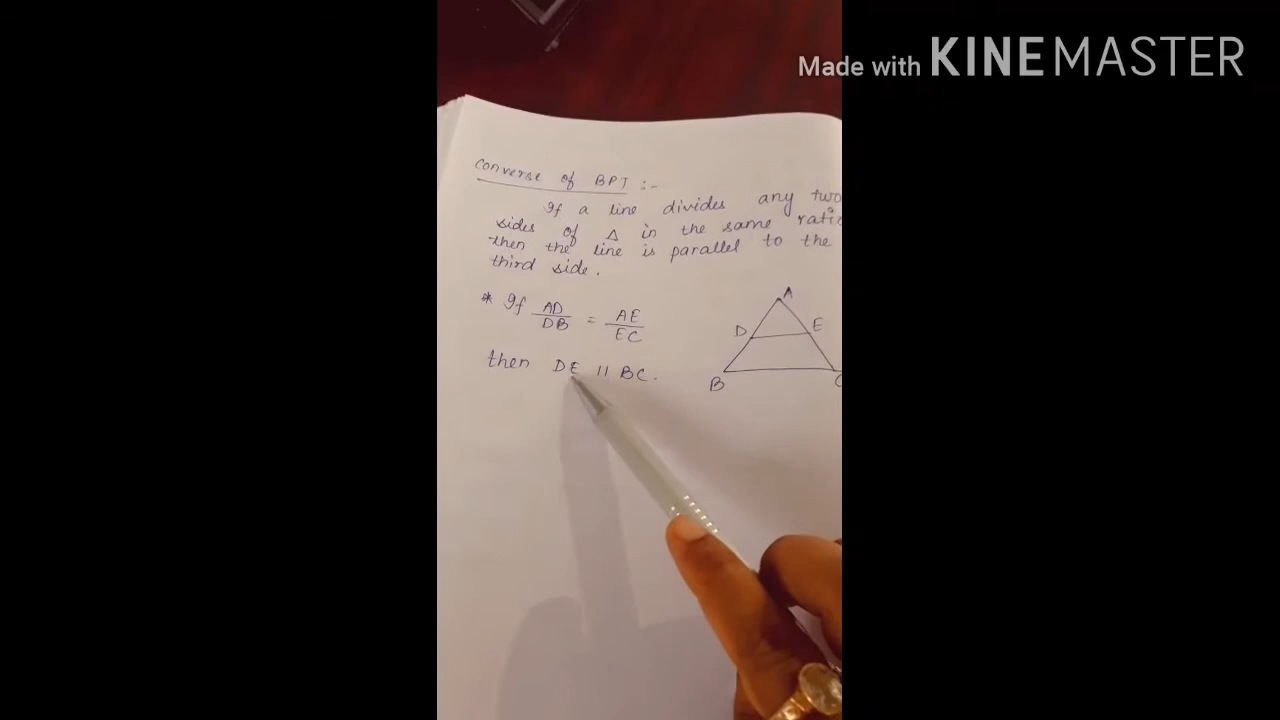 Made with KINEMASTER
Converse of BPT :-
If a line divides any two
sides of Δ in the same ratio
then the line is parallel to the
third side.
* If AD/DB = AE/EC
then DE || BC.
A
D E
B C